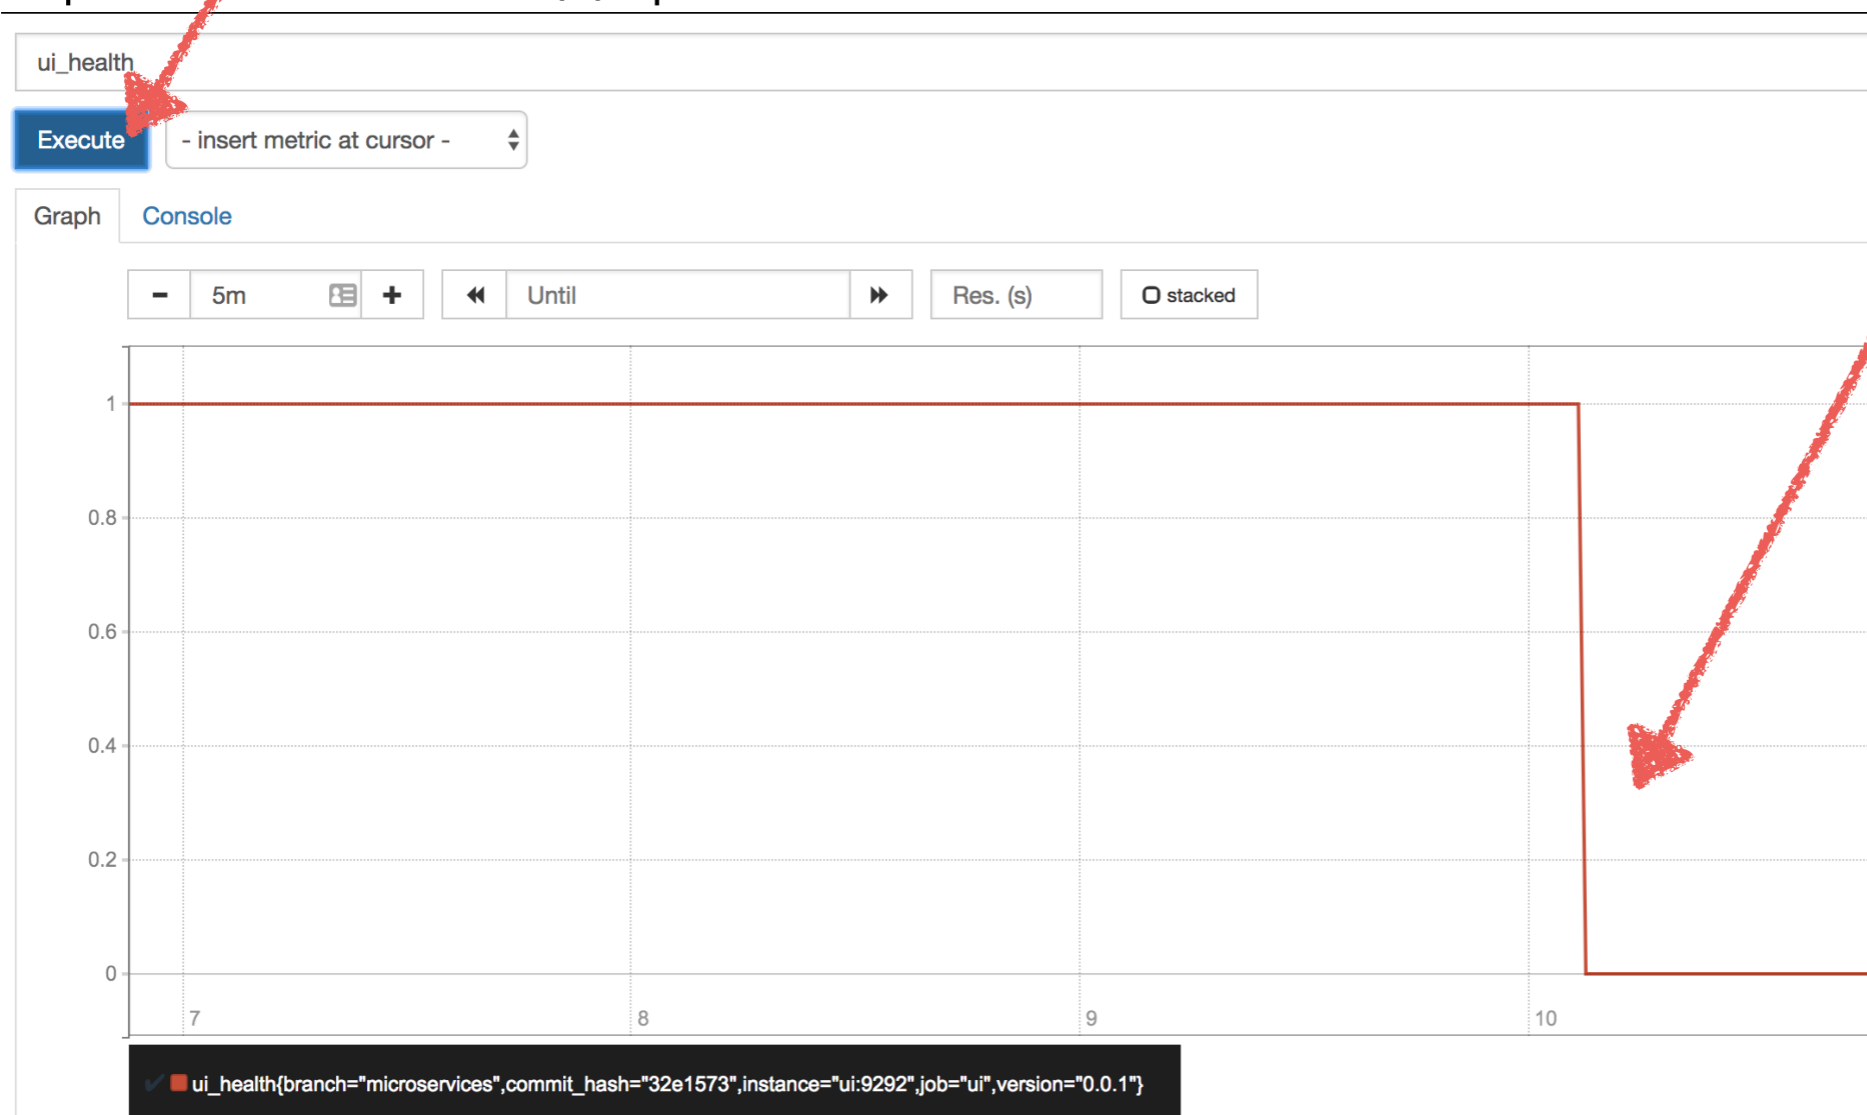 ui_health
Execute
- insert metric at cursor -
Graph Console
5m Until Res. (s) stacked
1
0.8
0.6
0.4
0.2
0
7 8 9 10
ui_health{branch="microservices",commit_hash="32e1573",instance="ui:9292",job="ui",version="0.0.1"}